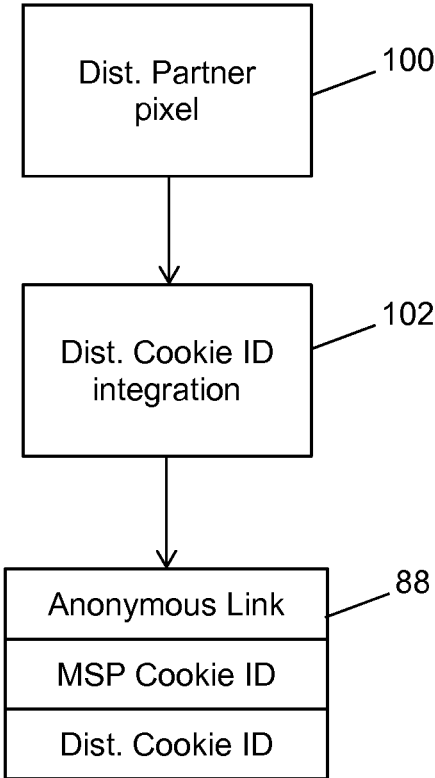 Dist. Partner
pixel
100
Dist. Cookie ID
integration
102
Anonymous Link
88
MSP Cookie ID
Dist. Cookie ID